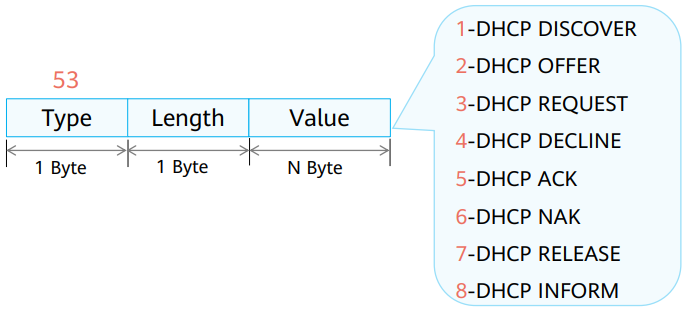 53
Type Length Value
1 Byte 1 Byte N Byte
1-DHCP DISCOVER
2-DHCP OFFER
3-DHCP REQUEST
4-DHCP DECLINE
5-DHCP ACK
6-DHCP NAK
7-DHCP RELEASE
8-DHCP INFORM